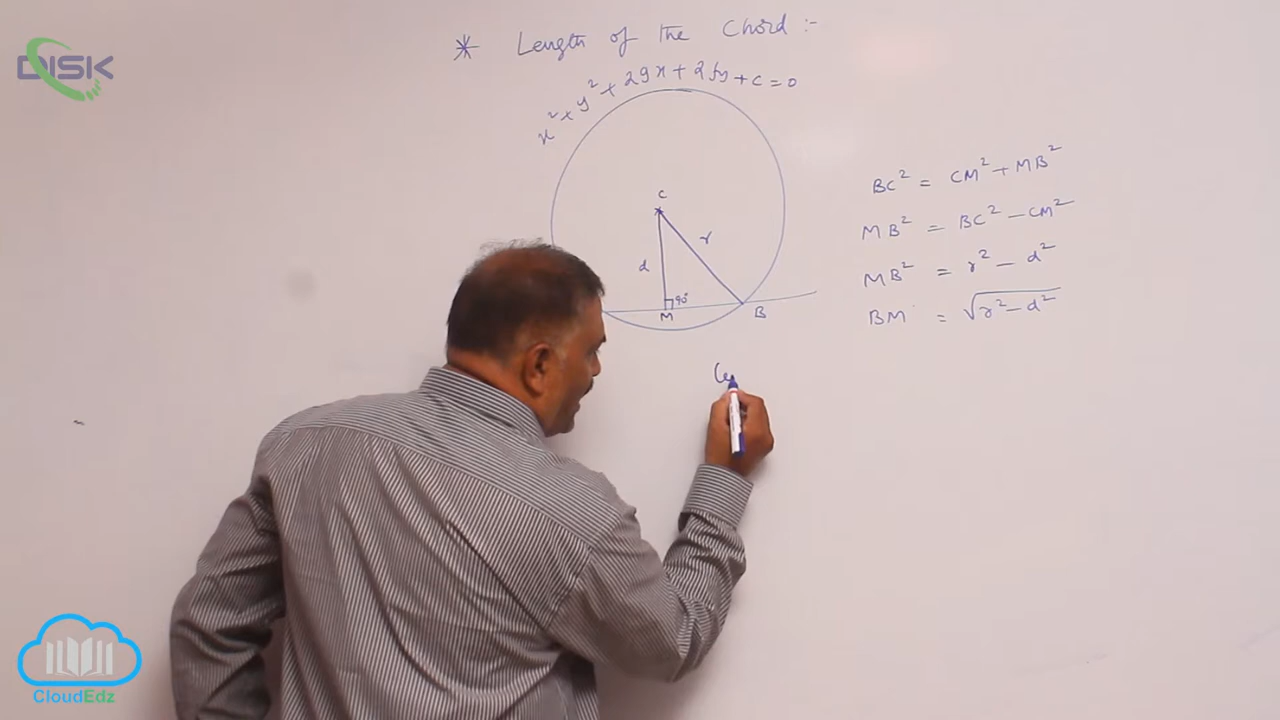 DISK
* Length of the Chord :-
x² + y² + 2gx + 2fy + c = 0
C
r
d
90°
M
B
BC² = CM² + MB²
MB² = BC² - CM²
MB² = r² - d²
BM = √r² - d²
Le
CloudEdz